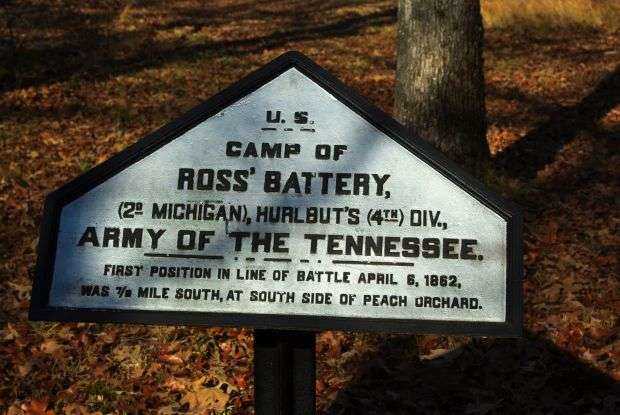 U.S.
CAMP OF
ROSS' BATTERY,
(2D MICHIGAN), HURLBUT'S (4TH) DIV.,
ARMY OF THE TENNESSEE.
FIRST POSITION IN LINE OF BATTLE APRIL 6, 1862,
WAS 7/8 MILE SOUTH, AT SOUTH SIDE OF PEACH ORCHARD.